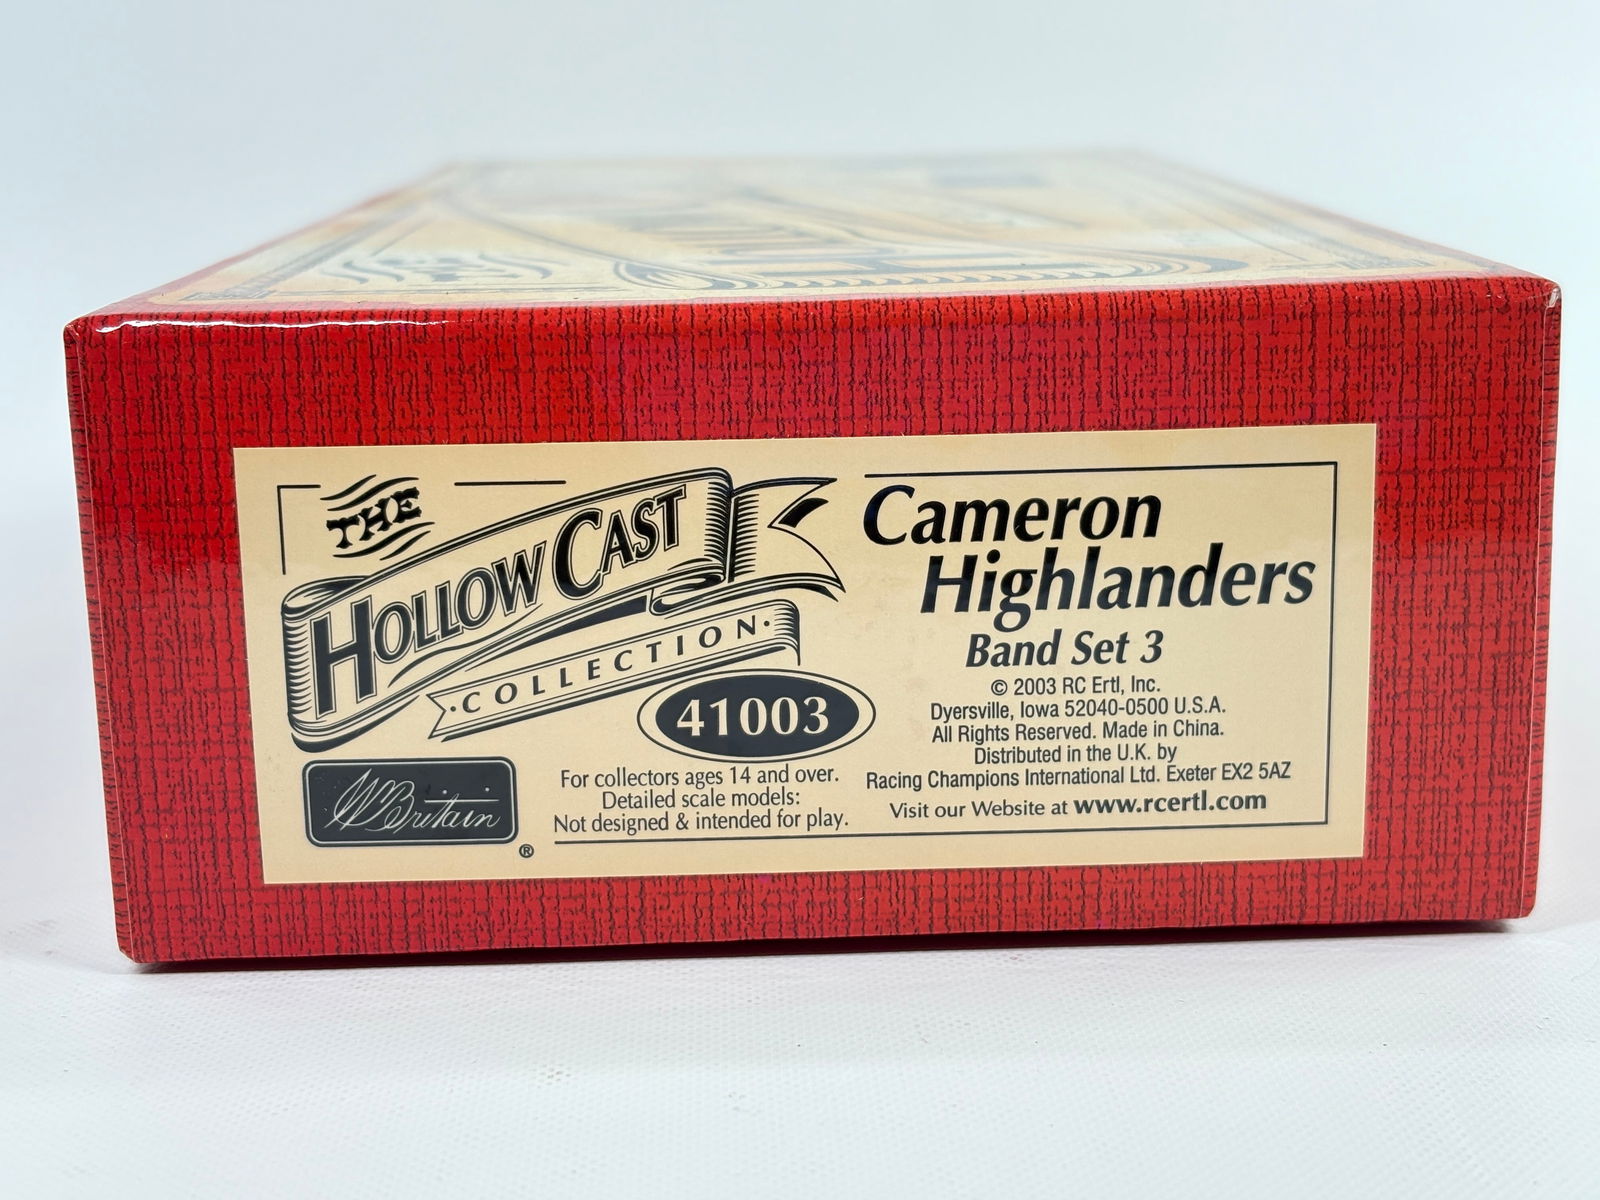 THE
HOLLOW CAST
·COLLECTION·
41003
WBritain
®
For collectors ages 14 and over.
Detailed scale models:
Not designed & intended for play.
Cameron
Highlanders
Band Set 3
© 2003 RC Ertl, Inc.
Dyersville, Iowa 52040-0500 U.S.A.
All Rights Reserved. Made in China.
Distributed in the U.K. by
Racing Champions International Ltd. Exeter EX2 5AZ
Visit our Website at www.rcertl.com